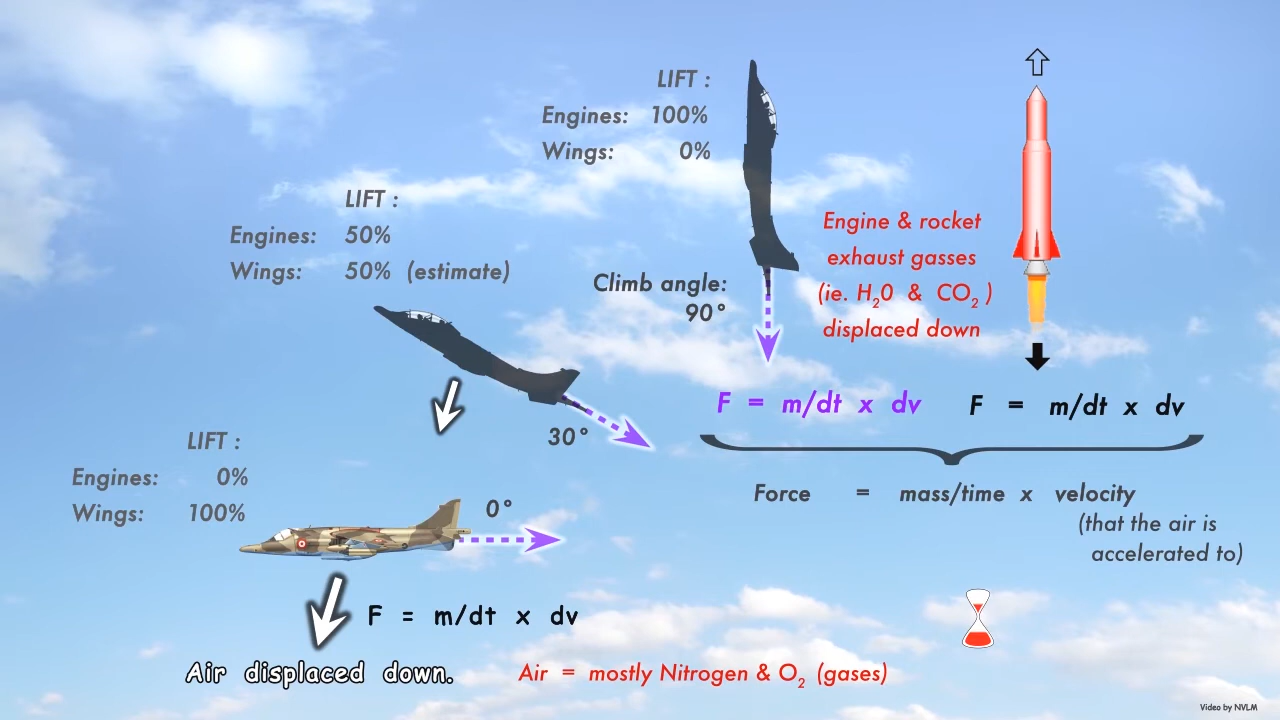 LIFT :
Engines: 100%
Wings: 0%
LIFT :
Engines: 50%
Wings: 50% (estimate)
Engine & rocket
exhaust gasses
(ie. H₂0 & CO₂ )
displaced down
Climb angle:
90°
F = m/dt x dv
F = m/dt x dv
30°
LIFT :
Engines: 0%
Wings: 100%
0°
Force = mass/time x velocity
(that the air is
accelerated to)
F = m/dt x dv
Air displaced down.
Air = mostly Nitrogen & O₂ (gases)
Video by NVLM